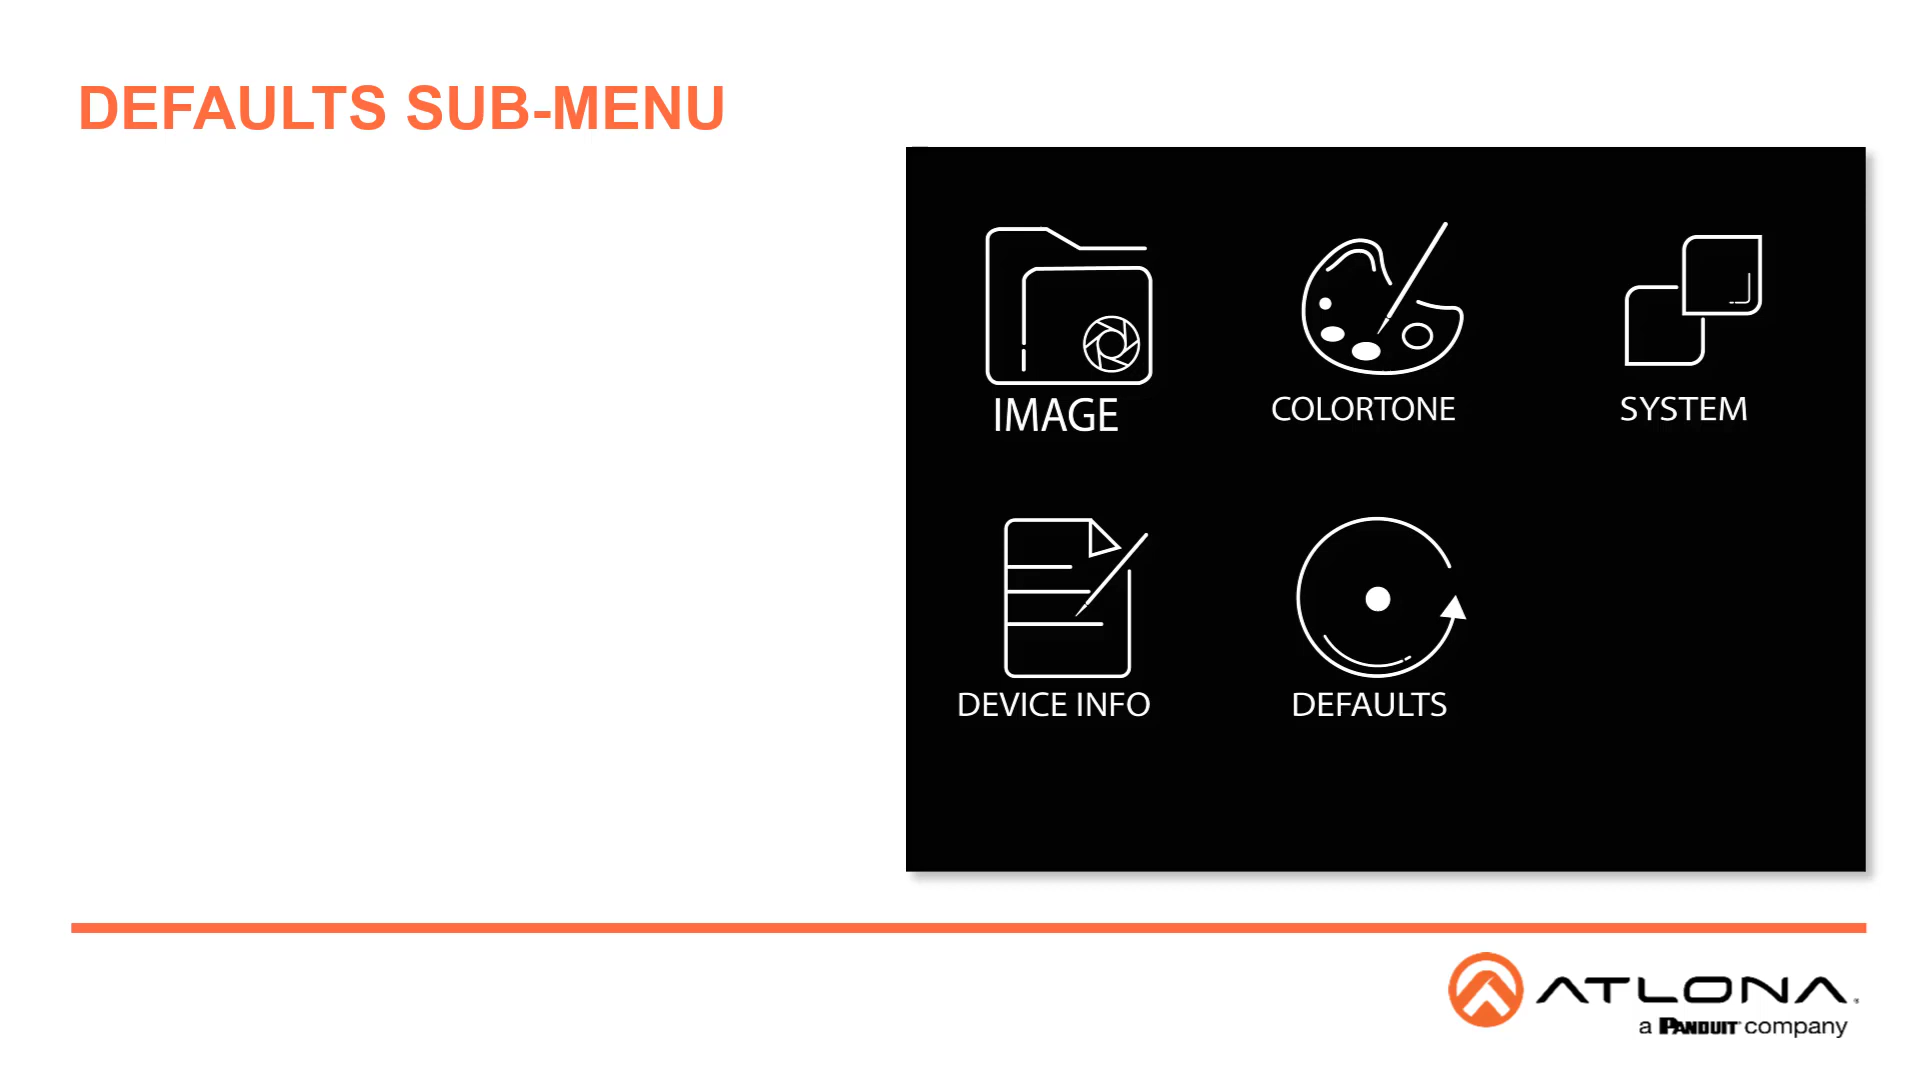 DEFAULTS SUB-MENU
IMAGE
COLORTONE
SYSTEM
DEVICE INFO
DEFAULTS
ATLONA
a PANDUIT company